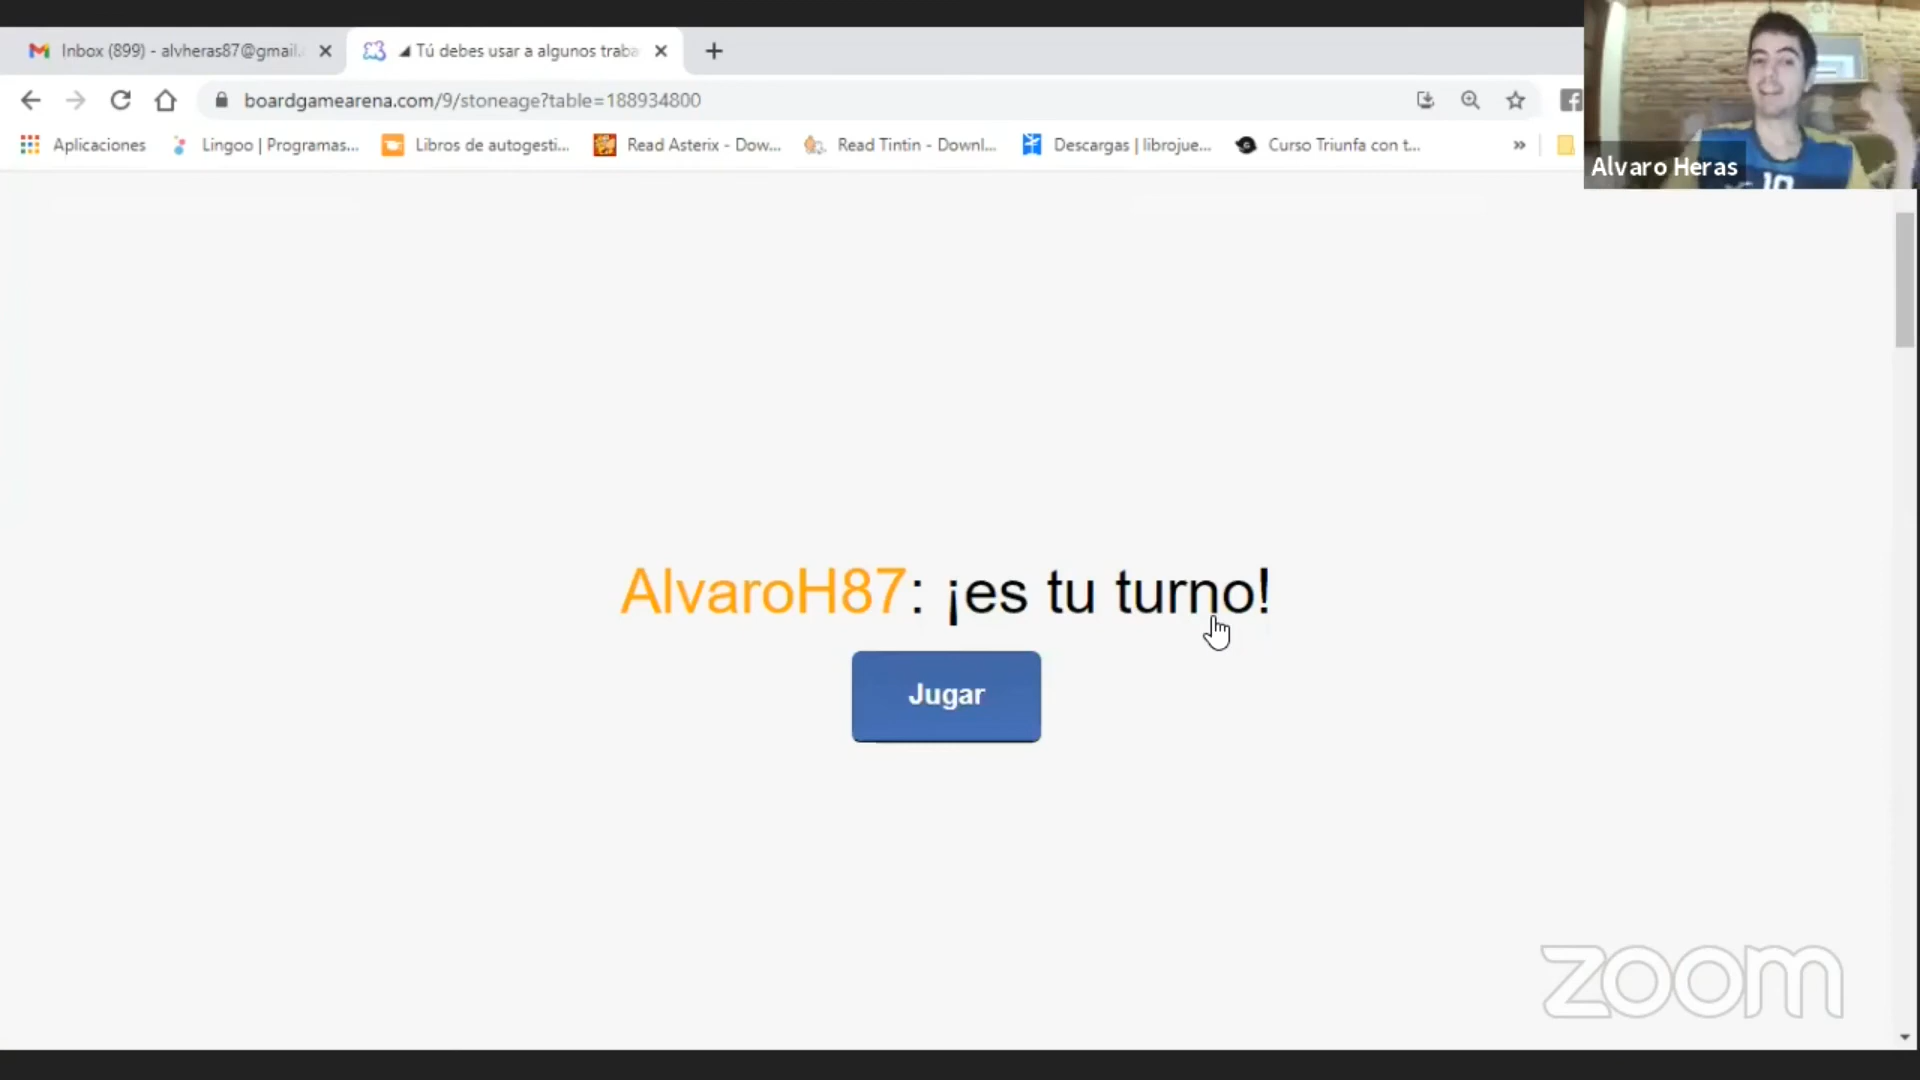 Inbox (899) - alvheras87@gmail.
Tú debes usar a algunos traba
boardgamearena.com/9/stoneage?table=188934800
Aplicaciones
Lingoo | Programas...
Libros de autogesti...
Read Asterix - Dow...
Read Tintin - Downl...
Descargas | librojue...
Curso Triunfa con t...
»
Alvaro Heras
10
AlvaroH87: ¡es tu turno!
Jugar
zoom